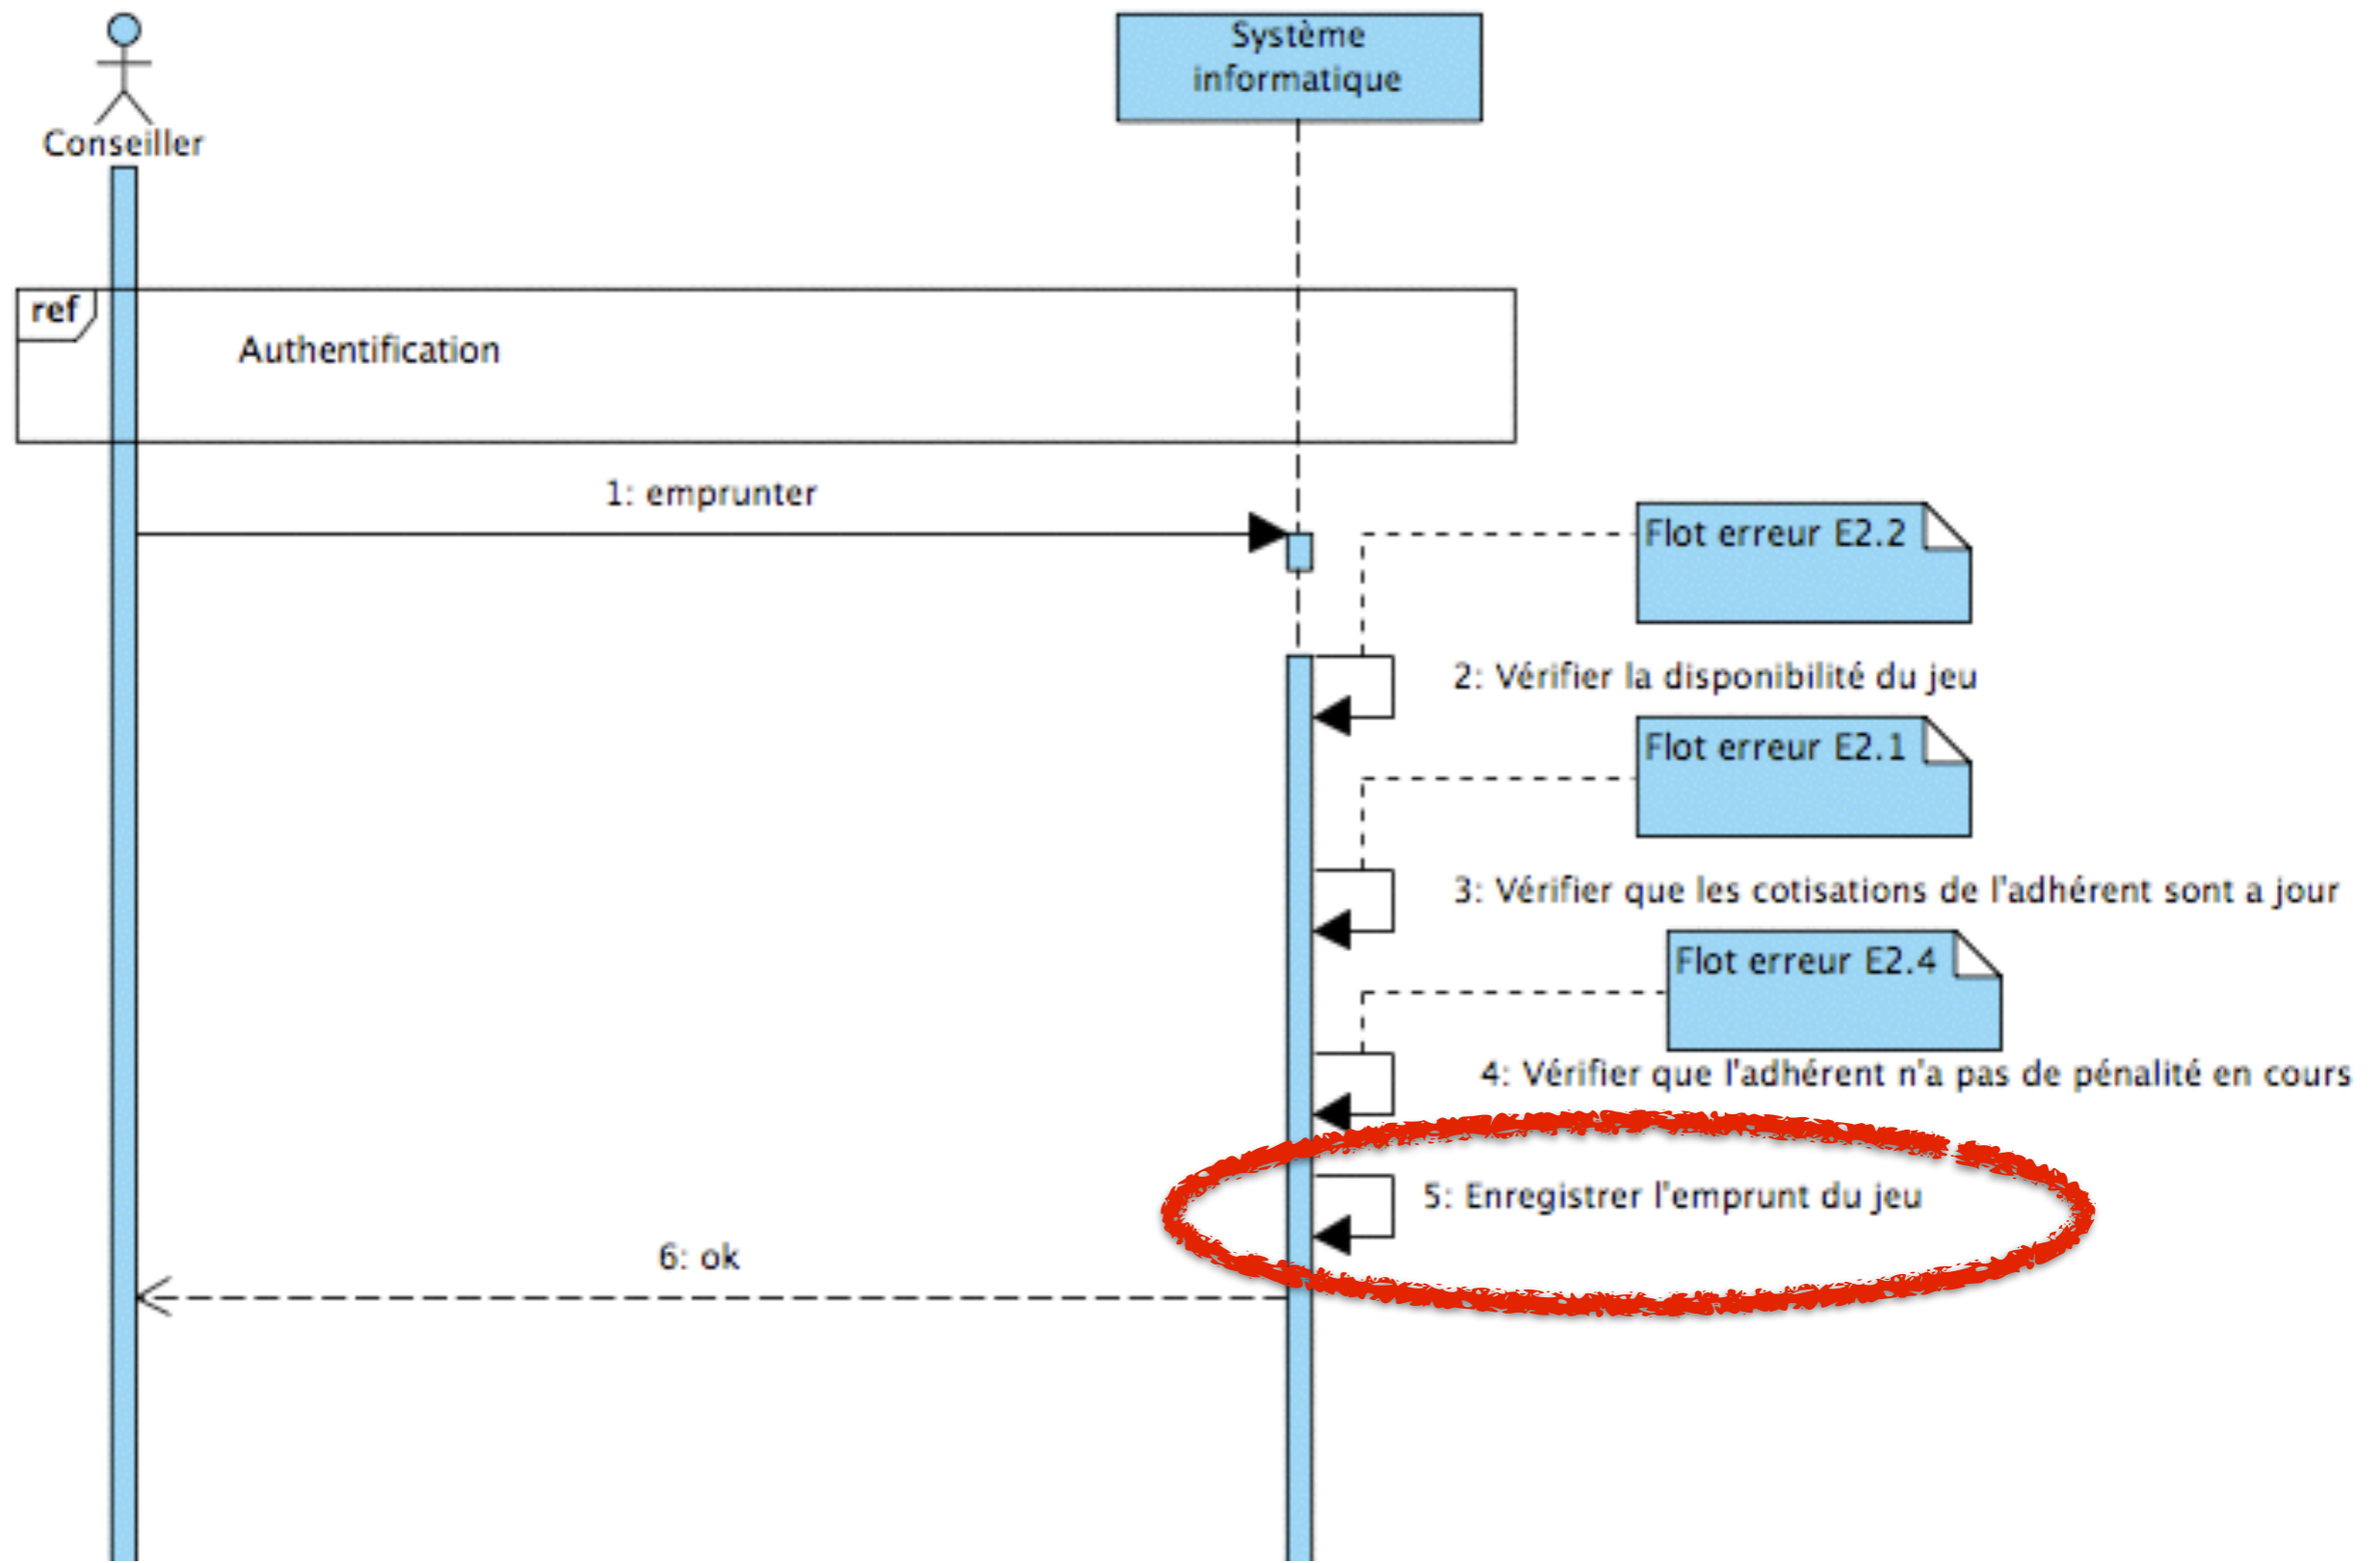 Système
informatique
Conseiller
ref
Authentification
1: emprunter
Flot erreur E2.2
2: Vérifier la disponibilité du jeu
Flot erreur E2.1
3: Vérifier que les cotisations de l'adhérent sont a jour
Flot erreur E2.4
4: Vérifier que l'adhérent n'a pas de pénalité en cours
5: Enregistrer l'emprunt du jeu
6: ok